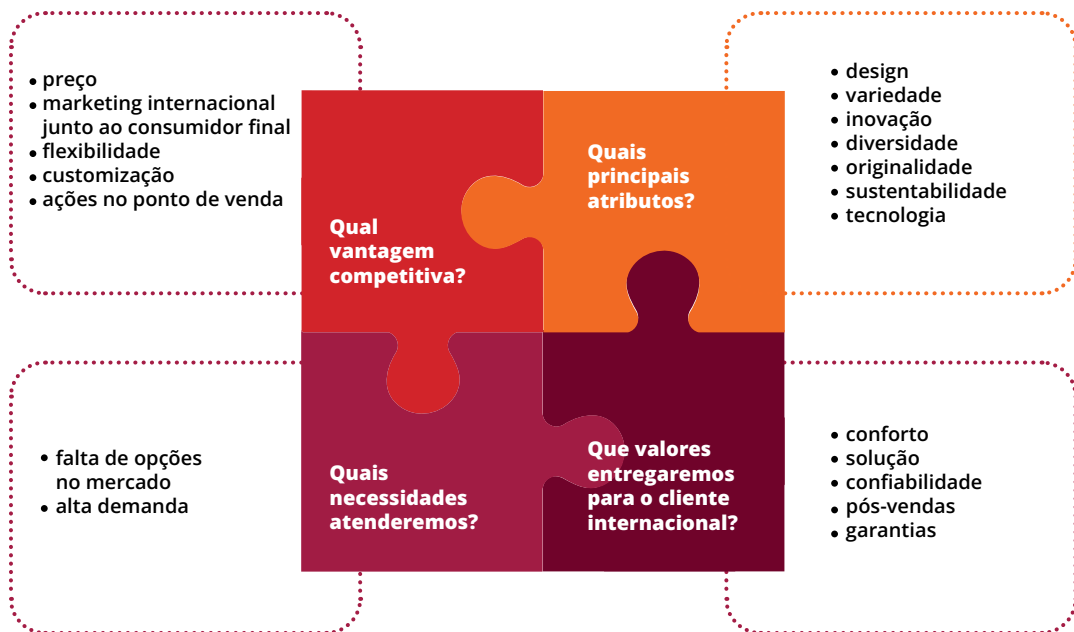 • preço
• marketing internacional
junto ao consumidor final
• flexibilidade
• customização
• ações no ponto de venda
Qual
vantagem
competitiva?
Quais
principais
atributos?
• design
• variedade
• inovação
• diversidade
• originalidade
• sustentabilidade
• tecnologia
• falta de opções
no mercado
• alta demanda
Quais
necessidades
atenderemos?
Que valores
entregaremos
para o cliente
internacional?
• conforto
• solução
• confiabilidade
• pós-vendas
• garantias